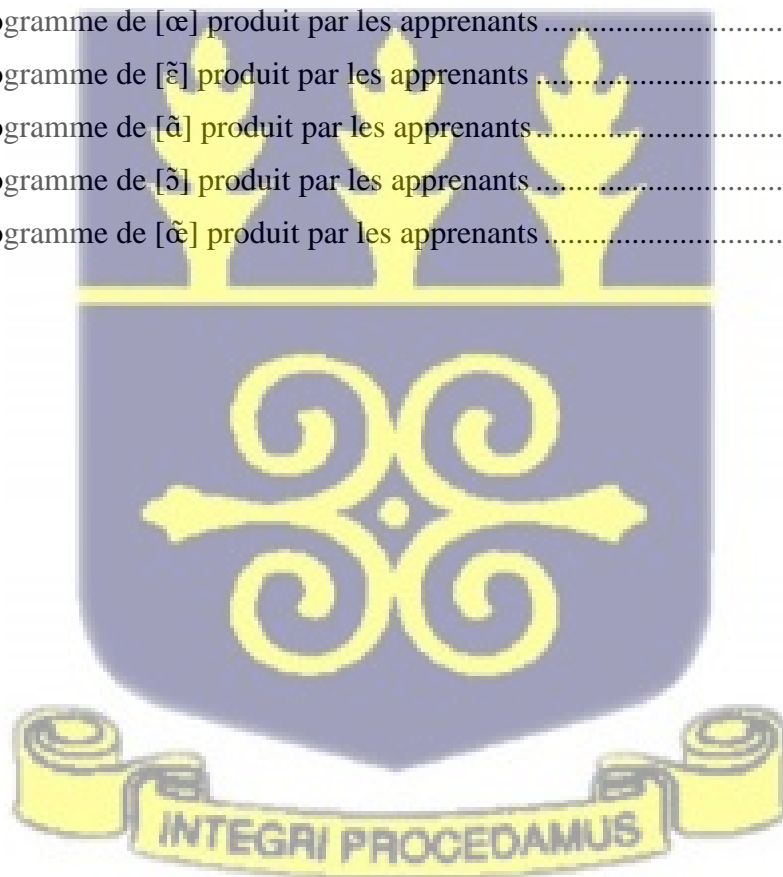 ogramme de [œ] produit par les apprenants ..............................
ogramme de [ɛ̃] produit par les apprenants ................................
ogramme de [ɑ̃] produit par les apprenants ................................
ogramme de [ɔ̃] produit par les apprenants ...............................
ogramme de [œ̃] produit par les apprenants ..............................
INTEGRI PROCEDAMUS